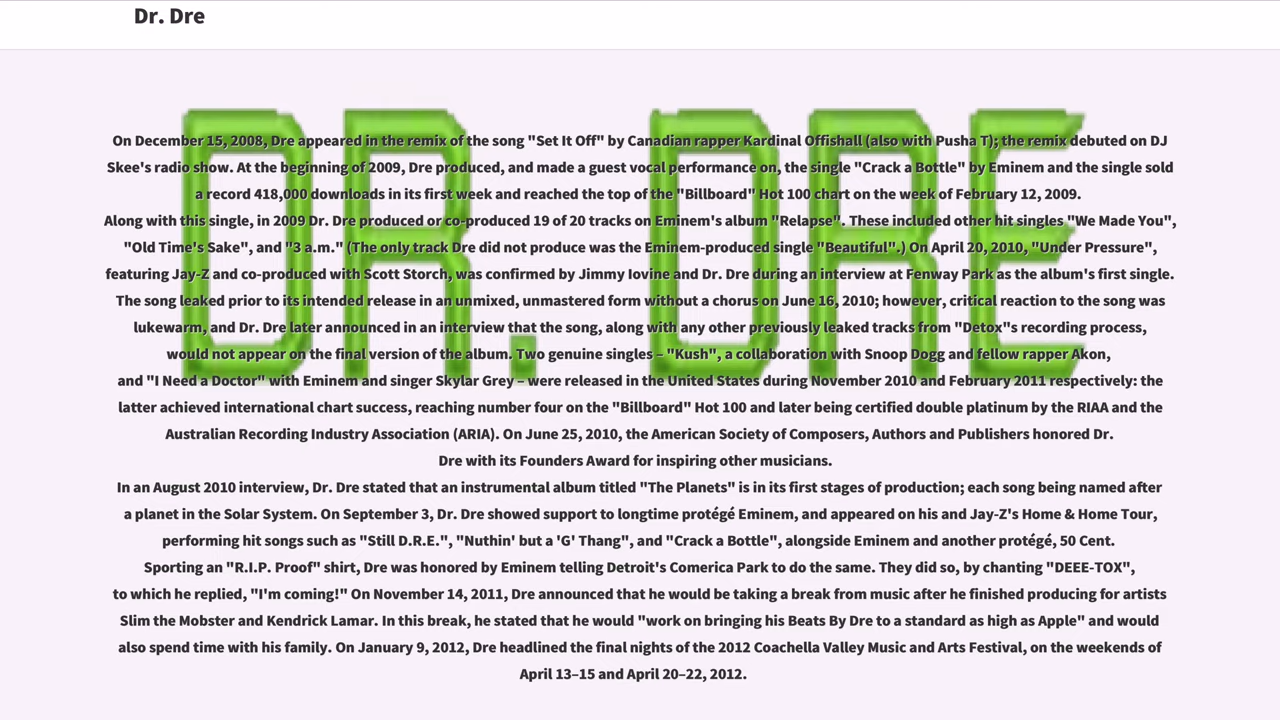 Dr. Dre
DR. DRE
On December 15, 2008, Dre appeared in the remix of the song "Set It Off" by Canadian rapper Kardinal Offishall (also with Pusha T); the remix debuted on DJ
Skee's radio show. At the beginning of 2009, Dre produced, and made a guest vocal performance on, the single "Crack a Bottle" by Eminem and the single sold
a record 418,000 downloads in its first week and reached the top of the "Billboard" Hot 100 chart on the week of February 12, 2009.
Along with this single, in 2009 Dr. Dre produced or co-produced 19 of 20 tracks on Eminem's album "Relapse". These included other hit singles "We Made You",
"Old Time's Sake", and "3 a.m." (The only track Dre did not produce was the Eminem-produced single "Beautiful".) On April 20, 2010, "Under Pressure",
featuring Jay-Z and co-produced with Scott Storch, was confirmed by Jimmy Iovine and Dr. Dre during an interview at Fenway Park as the album's first single.
The song leaked prior to its intended release in an unmixed, unmastered form without a chorus on June 16, 2010; however, critical reaction to the song was
lukewarm, and Dr. Dre later announced in an interview that the song, along with any other previously leaked tracks from "Detox"s recording process,
would not appear on the final version of the album. Two genuine singles – "Kush", a collaboration with Snoop Dogg and fellow rapper Akon,
and "I Need a Doctor" with Eminem and singer Skylar Grey – were released in the United States during November 2010 and February 2011 respectively: the
latter achieved international chart success, reaching number four on the "Billboard" Hot 100 and later being certified double platinum by the RIAA and the
Australian Recording Industry Association (ARIA). On June 25, 2010, the American Society of Composers, Authors and Publishers honored Dr.
Dre with its Founders Award for inspiring other musicians.
In an August 2010 interview, Dr. Dre stated that an instrumental album titled "The Planets" is in its first stages of production; each song being named after
a planet in the Solar System. On September 3, Dr. Dre showed support to longtime protégé Eminem, and appeared on his and Jay-Z's Home & Home Tour,
performing hit songs such as "Still D.R.E.", "Nuthin' but a 'G' Thang", and "Crack a Bottle", alongside Eminem and another protégé, 50 Cent.
Sporting an "R.I.P. Proof" shirt, Dre was honored by Eminem telling Detroit's Comerica Park to do the same. They did so, by chanting "DEEE-TOX",
to which he replied, "I'm coming!" On November 14, 2011, Dre announced that he would be taking a break from music after he finished producing for artists
Slim the Mobster and Kendrick Lamar. In this break, he stated that he would "work on bringing his Beats By Dre to a standard as high as Apple" and would
also spend time with his family. On January 9, 2012, Dre headlined the final nights of the 2012 Coachella Valley Music and Arts Festival, on the weekends of
April 13–15 and April 20–22, 2012.